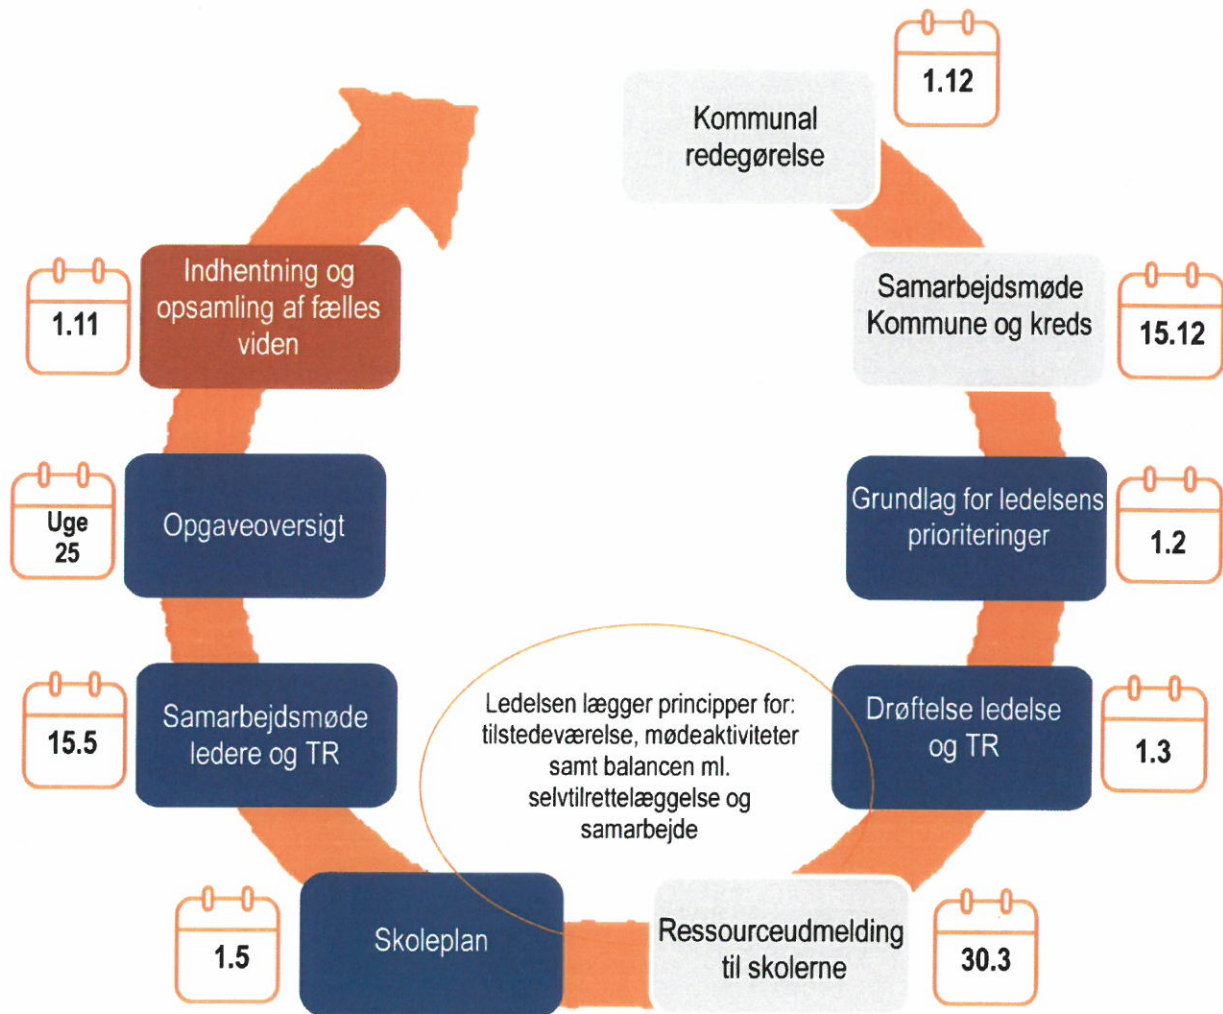 1.12
Kommunal
redegørelse
Samarbejdsmøde
Kommune og kreds
15.12
Grundlag for ledelsens
prioriteringer
1.2
Drøftelse ledelse
og TR
1.3
Ressourceudmelding
til skolerne
30.3
Ledelsen lægger principper for:
tilstedeværelse, mødeaktiviteter
samt balancen ml.
selvtilrettelæggelse og
samarbejde
Skoleplan
1.5
Samarbejdsmøde
ledere og TR
15.5
Opgaveoversigt
Uge
25
Indhentning og
opsamling af fælles
viden
1.11